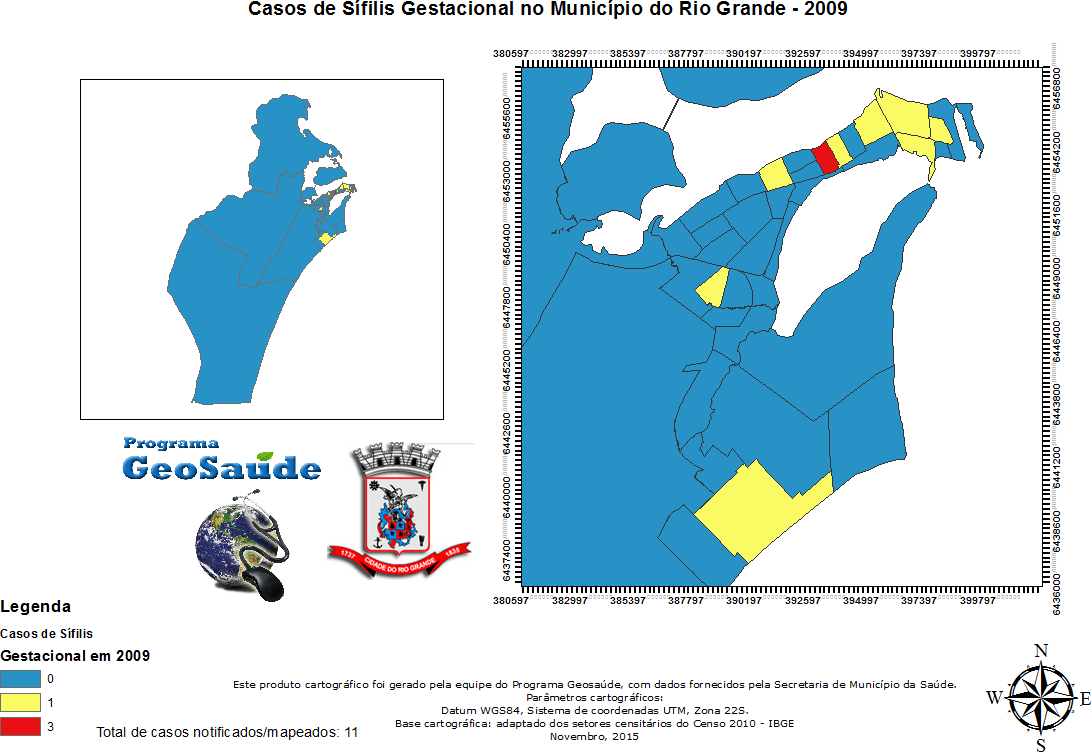 Casos de Sífilis Gestacional no Município do Rio Grande - 2009
380597 382997 385397 387797 390197 392597 394997 397397 399797
6455600
6453000
6450400
6447800
6445200
6442600
6440000
6437400
6456800
6454200
6451600
6449000
6446400
6443800
6441200
6438600
6436000
380597 382997 385397 387797 390197 392597 394997 397397 399797
Programa
GeoSaúde
1737 CIDADE DO RIO GRANDE 1835
Legenda
Casos de Sífilis
Gestacional em 2009
0
1
3
Total de casos notificados/mapeados: 11
Este produto cartográfico foi gerado pela equipe do Programa Geosaúde, com dados fornecidos pela Secretaria de Município da Saúde.
Parâmetros cartográficos:
Datum WGS84, Sistema de coordenadas UTM, Zona 22S.
Base cartográfica: adaptado dos setores censitários do Censo 2010 - IBGE
Novembro, 2015
N
W E
S